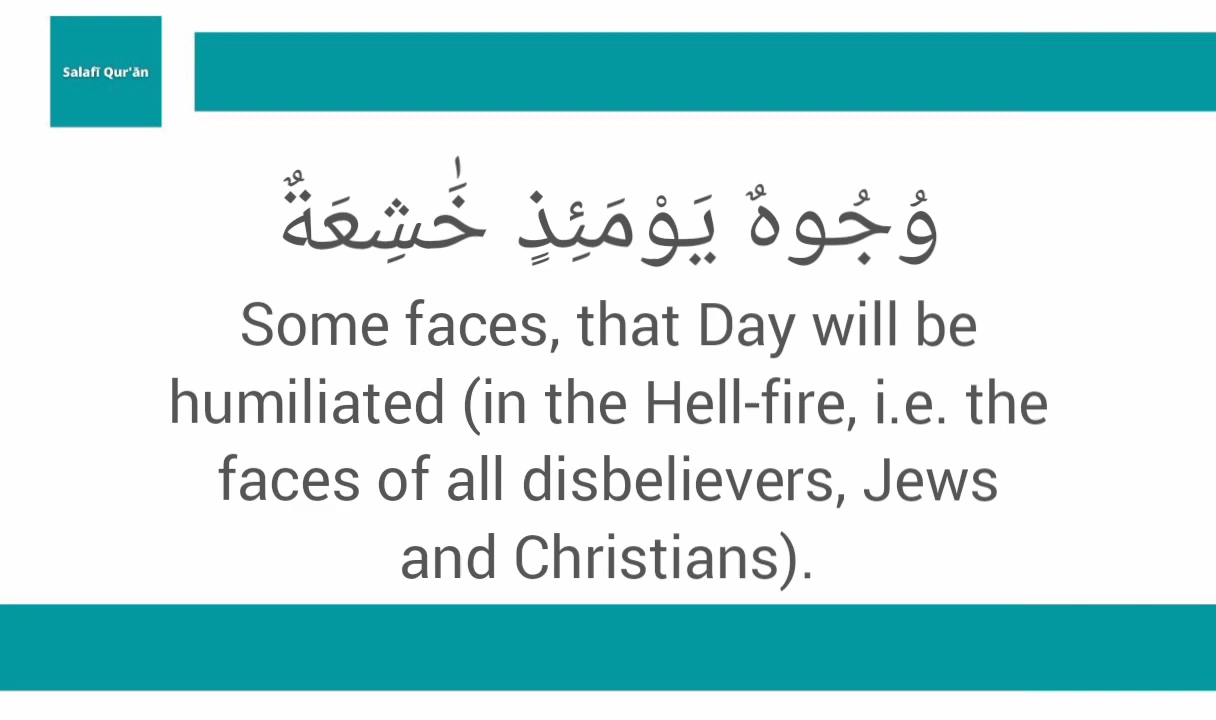 Salafī Qur'ān
وُجُوهٌ يَوْمَئِذٍ خَٰشِعَةٌ
Some faces, that Day will be
humiliated (in the Hell-fire, i.e. the
faces of all disbelievers, Jews
and Christians).